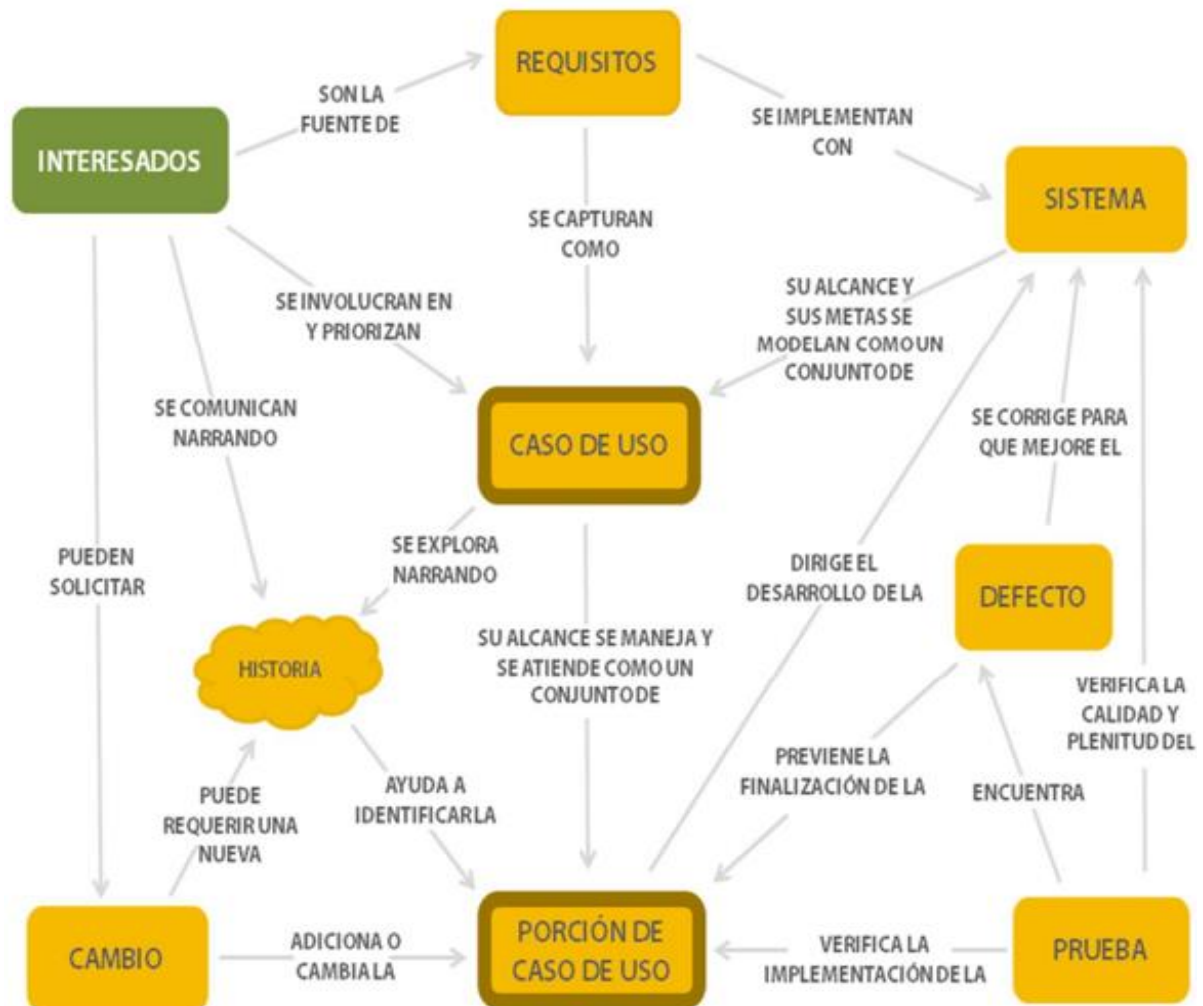 REQUISITOS
SON LA
FUENTE DE
SE IMPLEMENTAN
CON
INTERESADOS
SISTEMA
SE CAPTURAN
COMO
SE INVOLUCRAN EN
Y PRIORIZAN
SU ALCANCE Y
SUS METAS SE
MODELAN COMO UN
CONJUNTO DE
SE COMUNICAN
NARRANDO
CASO DE USO
SE CORRIGE PARA
QUE MEJORE EL
PUEDEN
SOLICITAR
SE EXPLORA
NARRANDO
DIRIGE EL
DESARROLLO DE LA
DEFECTO
HISTORIA
SU ALCANCE SE MANEJA Y
SE ATIENDE COMO UN
CONJUNTO DE
VERIFICA LA
CALIDAD Y
PLENITUD DEL
PUEDE
REQUERIR UNA
NUEVA
AYUDA A
IDENTIFICAR LA
PREVIENE LA
FINALIZACIÓN DE LA
ENCUENTRA
CAMBIO
ADICIONA O
CAMBIA LA
PORCIÓN DE
CASO DE USO
VERIFICA LA
IMPLEMENTACIÓN DE LA
PRUEBA